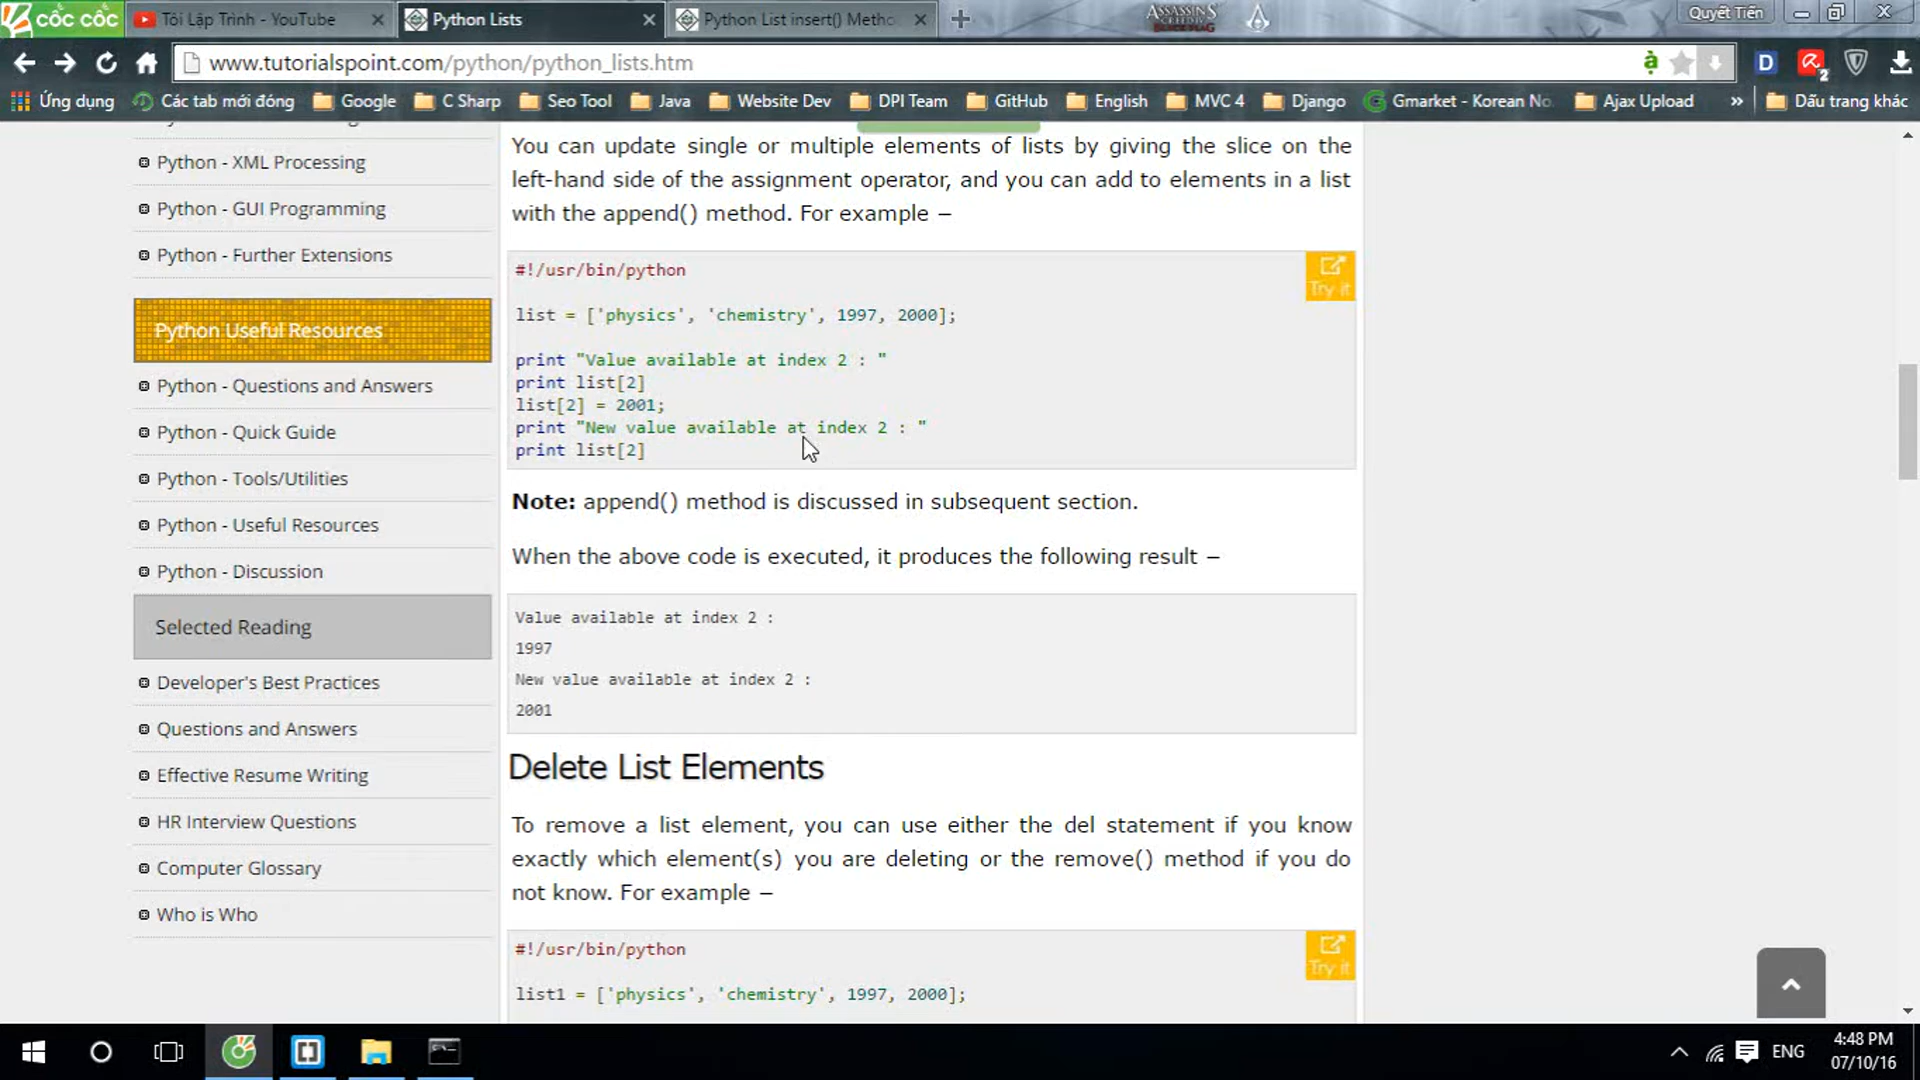 cốc cốc
Tôi Lập Trình - YouTube
Python Lists
Python List insert() Metho
ASSASSIN'S
Quyết Tiến
www.tutorialspoint.com/python/python_lists.htm
2
Ứng dụng
Các tab mới đóng
Google
C Sharp
Seo Tool
Java
Website Dev
DPI Team
GitHub
English
MVC 4
Django
Gmarket - Korean No.
Ajax Upload
»
Dấu trang khác
Python - XML Processing
Python - GUI Programming
Python - Further Extensions
Python Useful Resources
Python - Questions and Answers
Python - Quick Guide
Python - Tools/Utilities
Python - Useful Resources
Python - Discussion
Selected Reading
Developer's Best Practices
Questions and Answers
Effective Resume Writing
HR Interview Questions
Computer Glossary
Who is Who
You can update single or multiple elements of lists by giving the slice on the
left-hand side of the assignment operator, and you can add to elements in a list
with the append() method. For example −
Try it
#!/usr/bin/python
list = ['physics', 'chemistry', 1997, 2000];
print "Value available at index 2 : "
print list[2]
list[2] = 2001;
print "New value available at index 2 : "
print list[2]
Note: append() method is discussed in subsequent section.
When the above code is executed, it produces the following result −
Value available at index 2 :
1997
New value available at index 2 :
2001
Delete List Elements
To remove a list element, you can use either the del statement if you know
exactly which element(s) you are deleting or the remove() method if you do
not know. For example −
Try it
#!/usr/bin/python
list1 = ['physics', 'chemistry', 1997, 2000];
ENG
4:48 PM
07/10/16